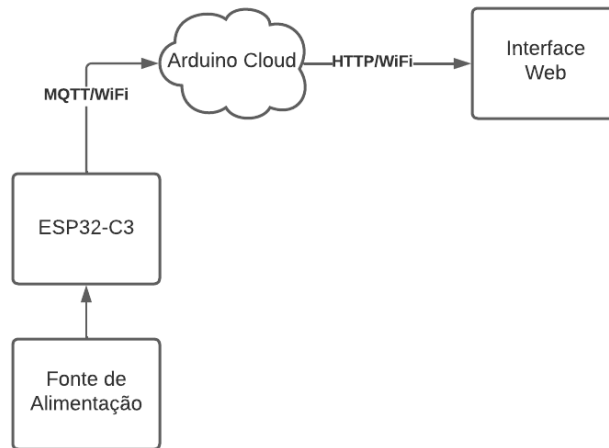 Arduino Cloud
HTTP/WiFi
Interface
Web
MQTT/WiFi
ESP32-C3
Fonte de
Alimentação